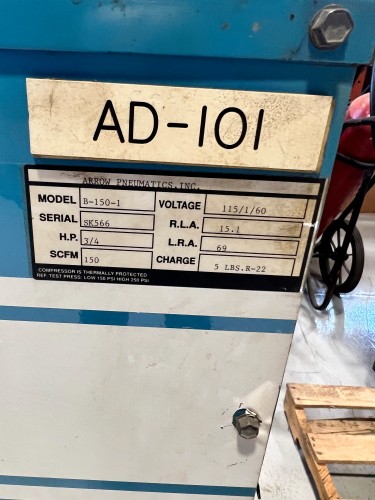 AD-101
ARROW PNEUMATICS, INC.
MODEL B-150-1 VOLTAGE 115/1/60
SERIAL SK566 R.L.A. 15.1
H.P. 3/4 L.R.A. 69
SCFM 150 CHARGE 5 LBS.R-22
COMPRESSOR IS THERMALLY PROTECTED
REF. TEST PRESS: LOW 150 PSI HIGH 250 PSI